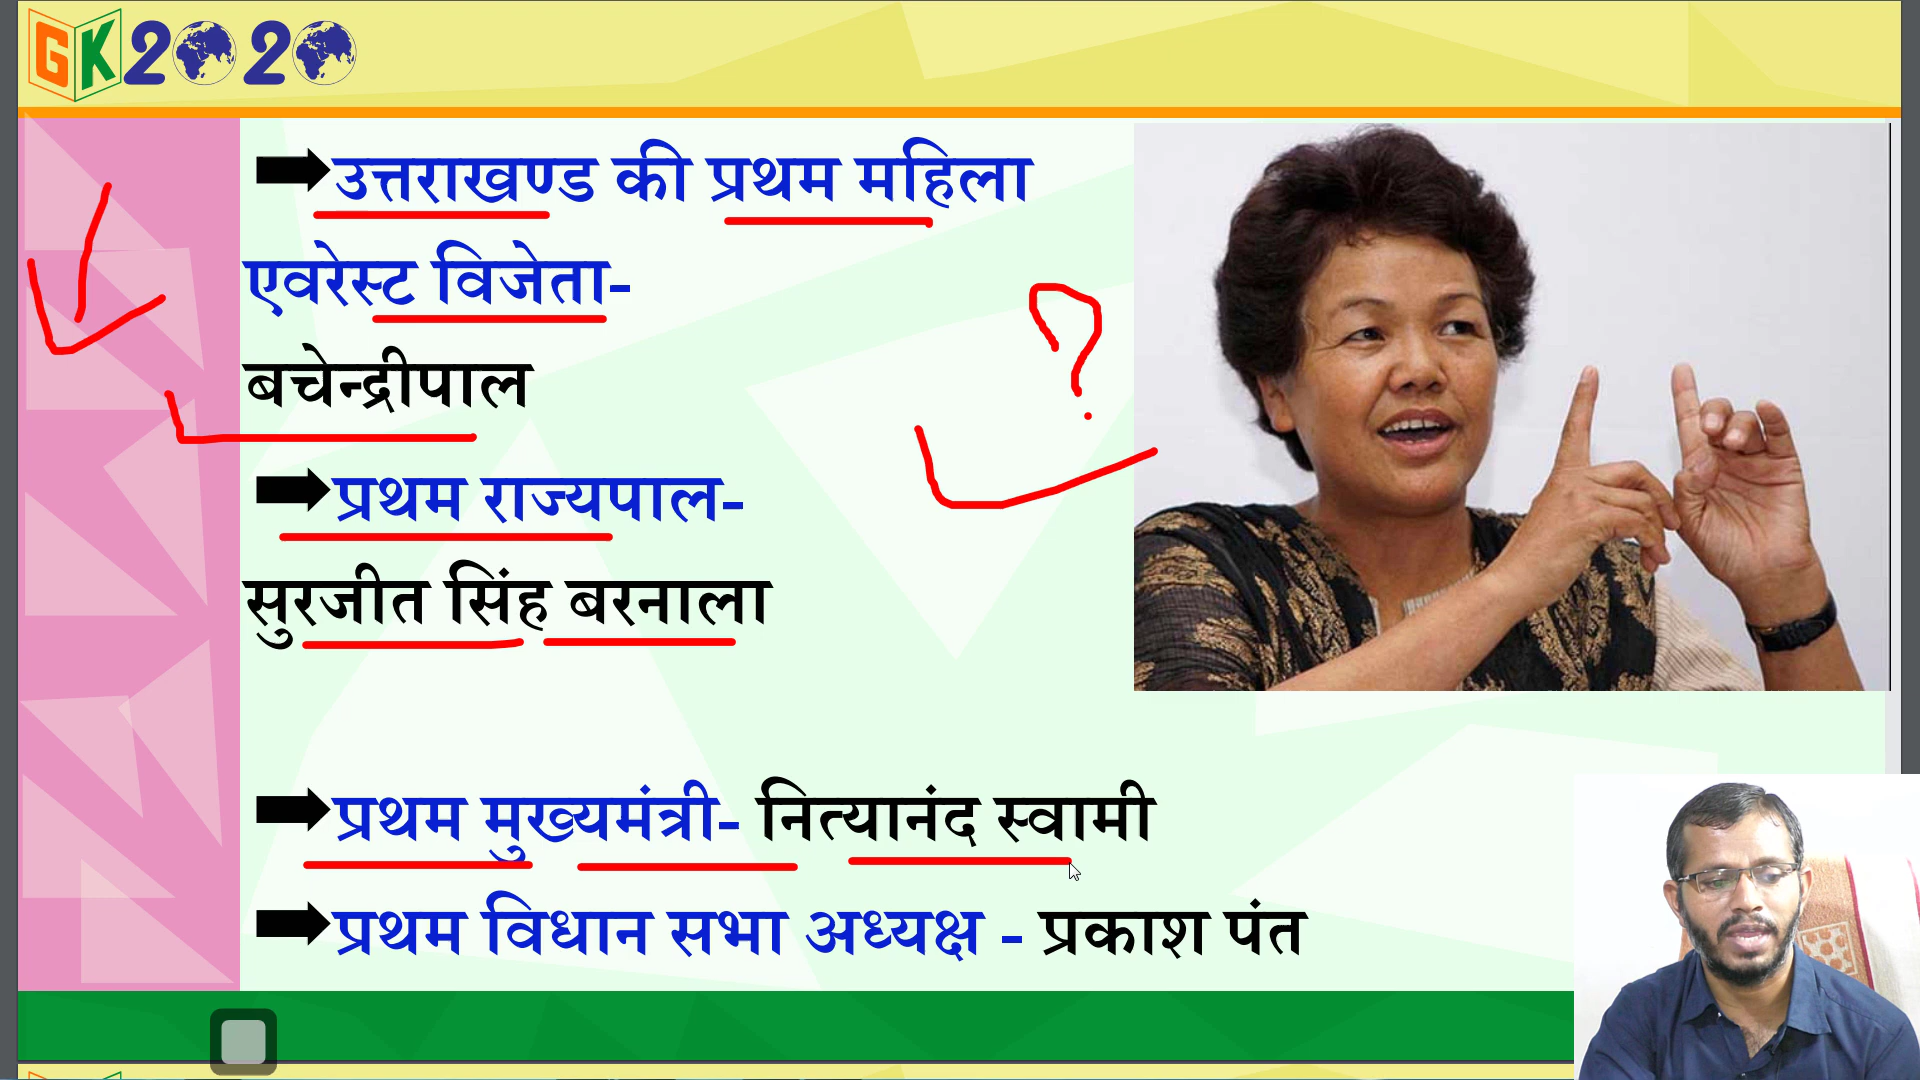 GK2020
➡उत्तराखण्ड की प्रथम महिला
एवरेस्ट विजेता-
बचेन्द्रीपाल
➡प्रथम राज्यपाल-
सुरजीत सिंह बरनाला
➡प्रथम मुख्यमंत्री- नित्यानंद स्वामी
➡प्रथम विधान सभा अध्यक्ष - प्रकाश पंत
?